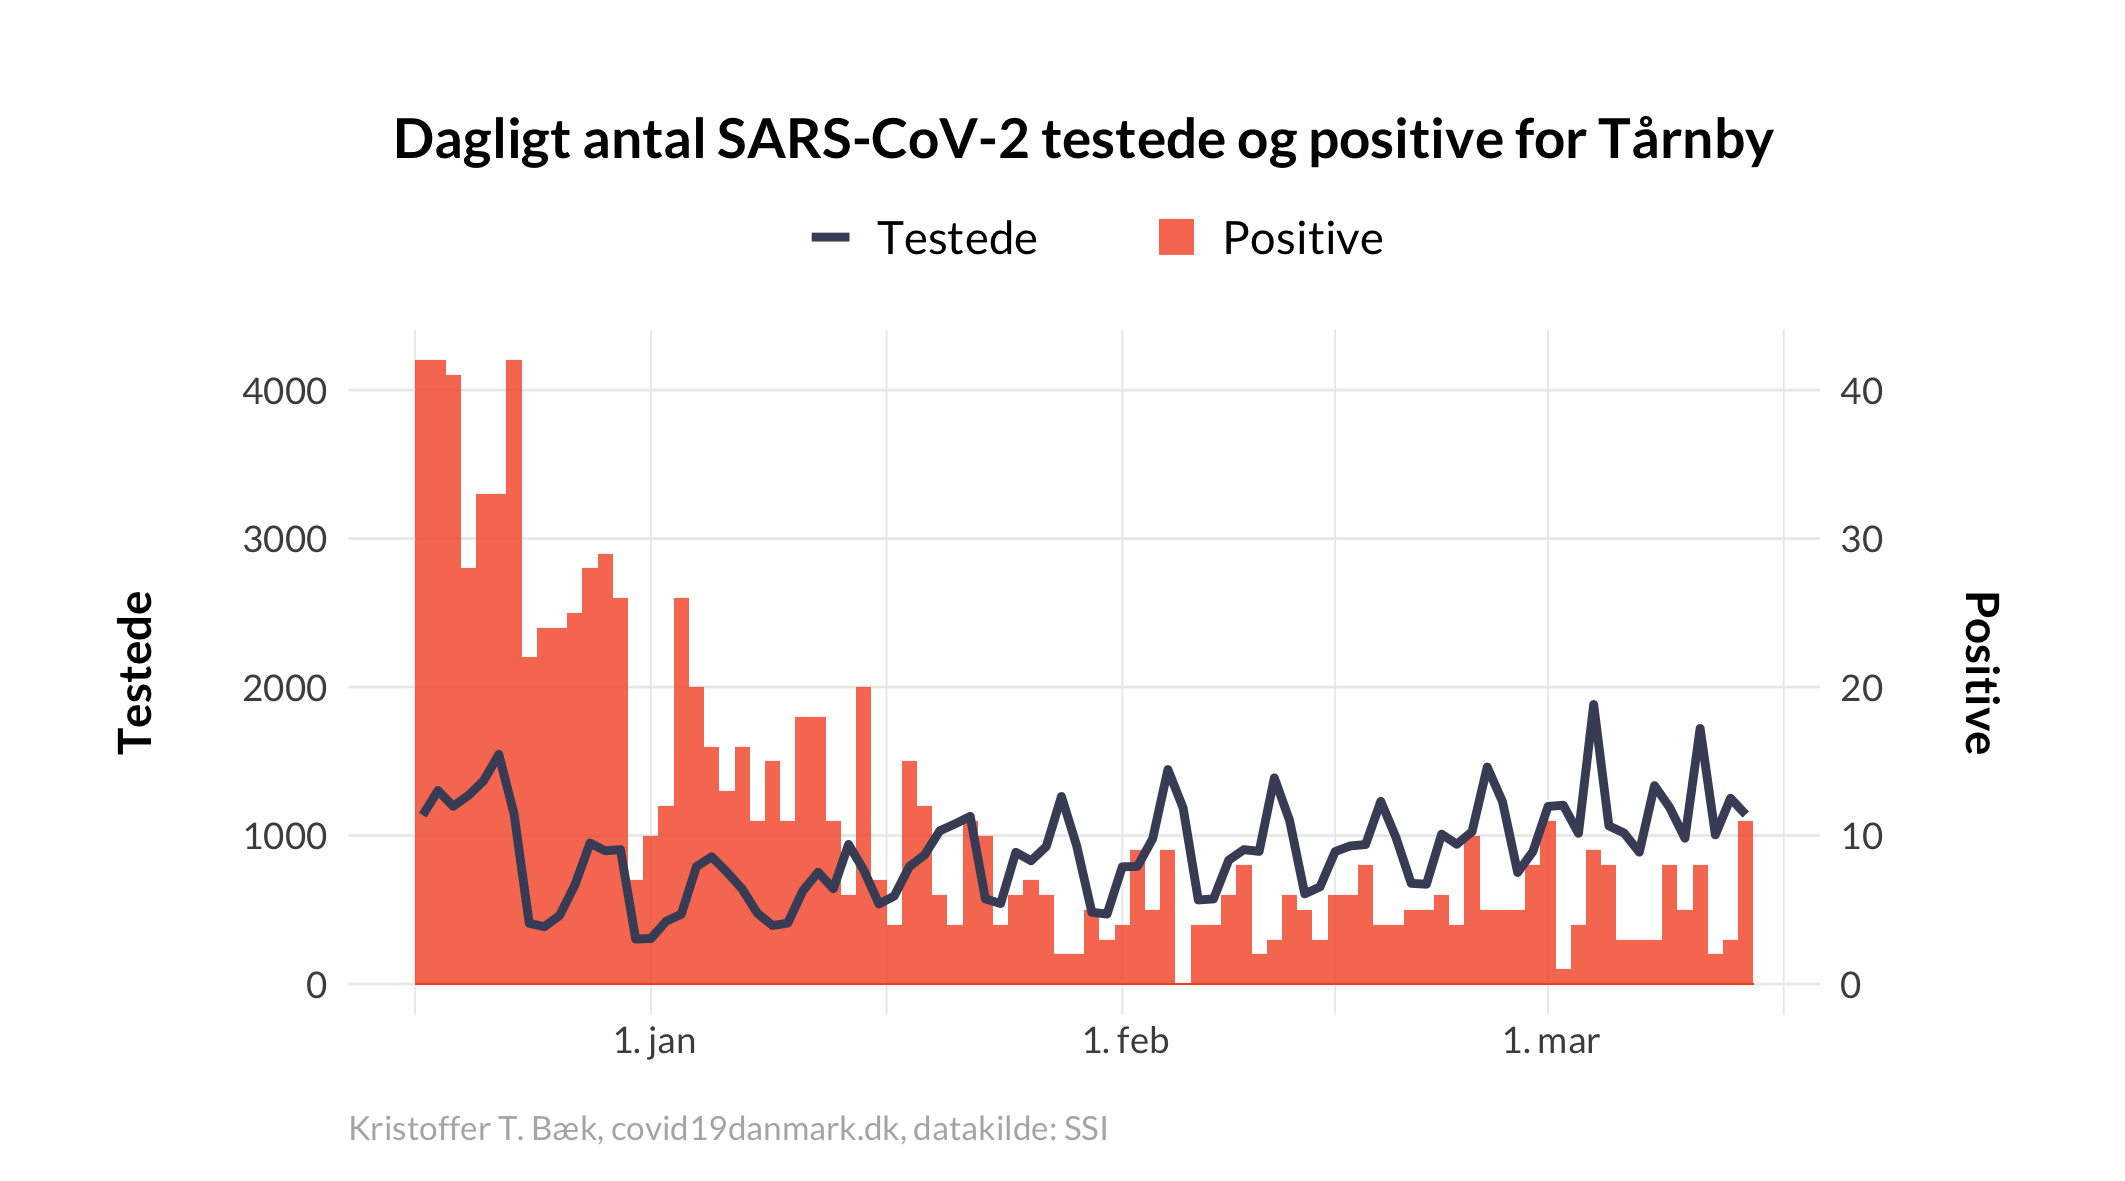 Dagligt antal SARS-CoV-2 testede og positive for Tårnby
Testede
Positive
4000
3000
2000
1000
0
Testede
40
30
20
10
0
Positive
1. jan
1. feb
1. mar
Kristoffer T. Bæk, covid19danmark.dk, datakilde: SSI